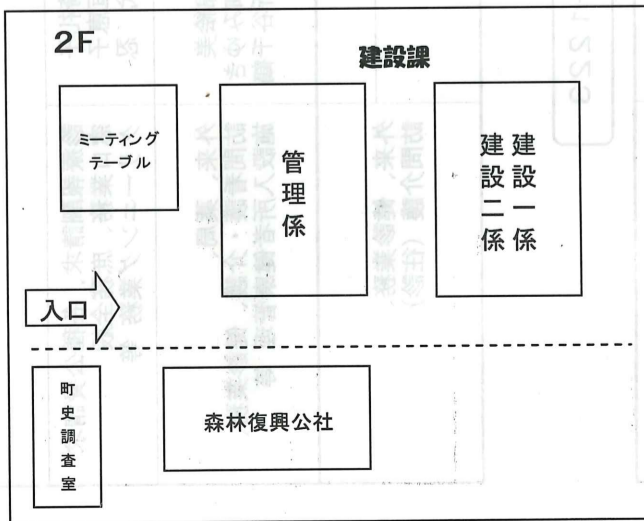 2F
建設課
ミーティング
テーブル
管理係
建設一係
建設二係
入口
町史調査室
森林復興公社